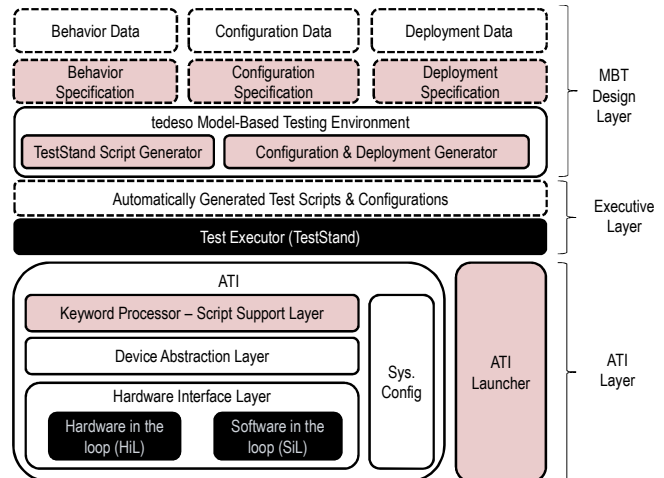 Behavior Data
Configuration Data
Deployment Data
Behavior
Specification
Configuration
Specification
Deployment
Specification
MBT
Design
Layer
tedeso Model-Based Testing Environment
TestStand Script Generator
Configuration & Deployment Generator
Automatically Generated Test Scripts & Configurations
Test Executor (TestStand)
Executive
Layer
ATI
Keyword Processor – Script Support Layer
Device Abstraction Layer
Hardware Interface Layer
Hardware in the
loop (HiL)
Software in the
loop (SiL)
Sys.
Config
ATI
Launcher
ATI
Layer